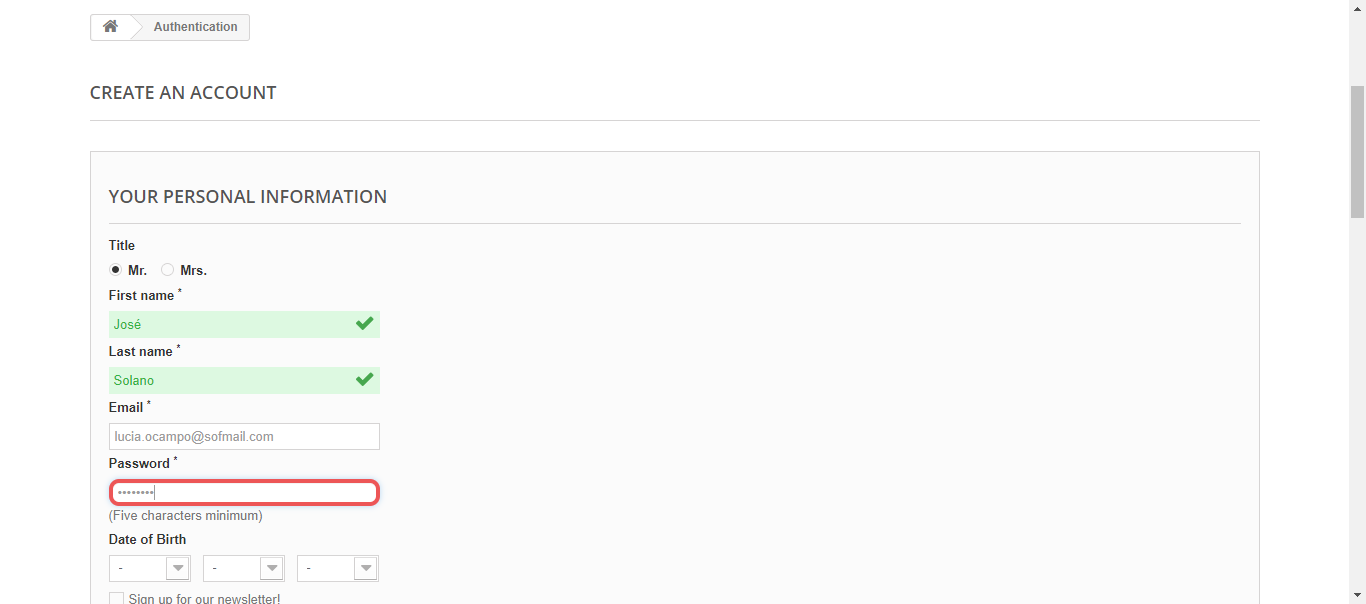 Authentication
CREATE AN ACCOUNT
YOUR PERSONAL INFORMATION
Title
Mr. Mrs.
First name *
José
Last name *
Solano
Email *
lucia.ocampo@sofmail.com
Password *
••••••••
(Five characters minimum)
Date of Birth
- - -
Sign up for our newsletter!